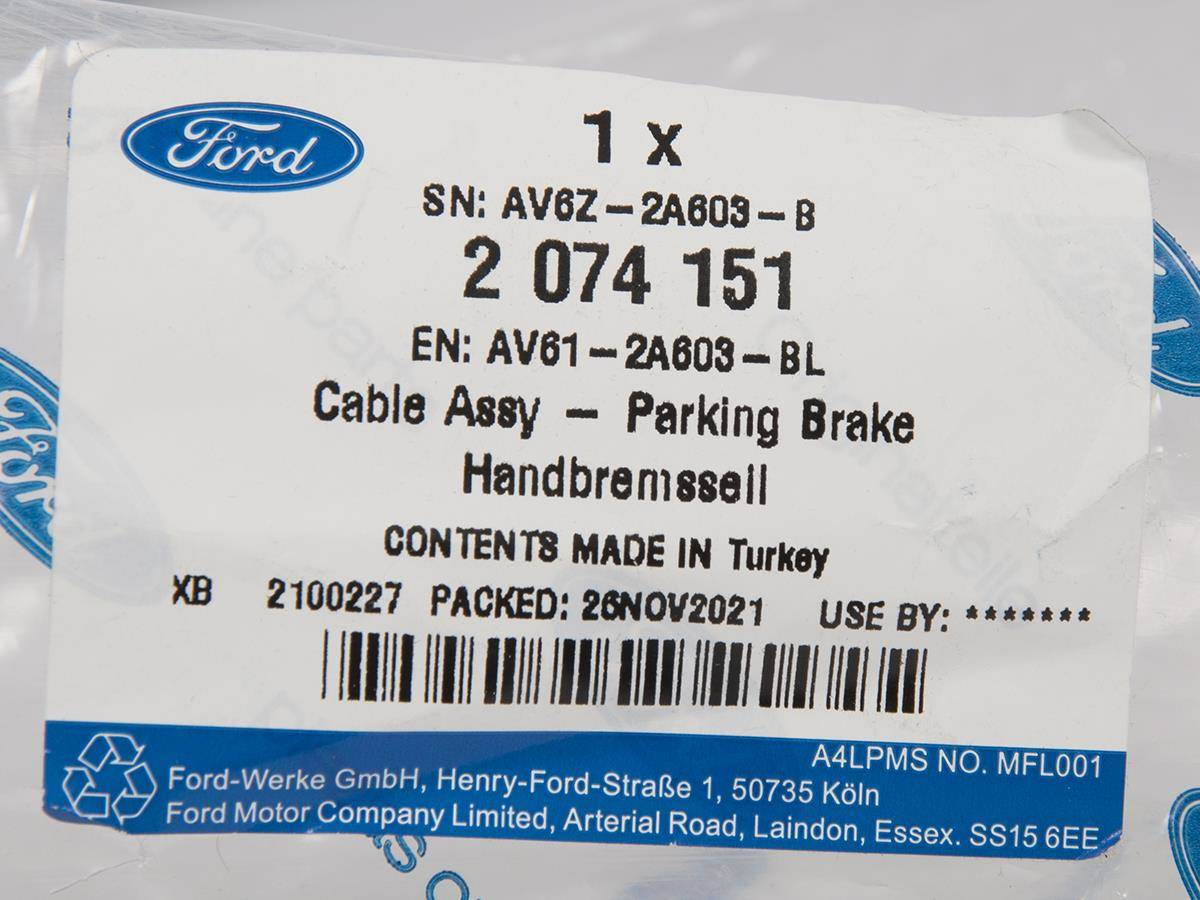 Ford
1 x
SN: AV6Z-2A603-B
2 074 151
EN: AV61-2A603-BL
Cable Assy - Parking Brake
Handbremsseil
CONTENTS MADE IN Turkey
XB 2100227 PACKED: 26NOV2021 USE BY: *******
A4LPMS NO. MFL001
Ford-Werke GmbH, Henry-Ford-Straße 1, 50735 Köln
Ford Motor Company Limited, Arterial Road, Laindon, Essex. SS15 6EE